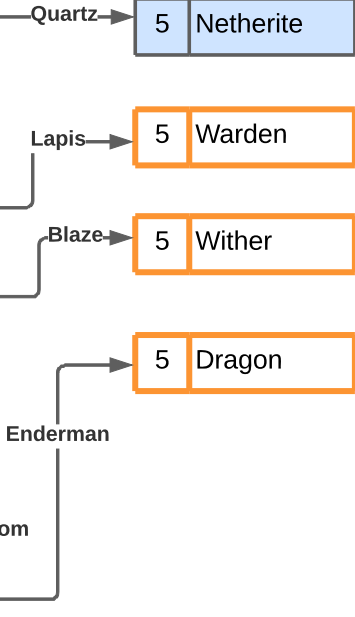 Quartz
5 Netherite
Lapis
5 Warden
Blaze
5 Wither
5 Dragon
Enderman
om